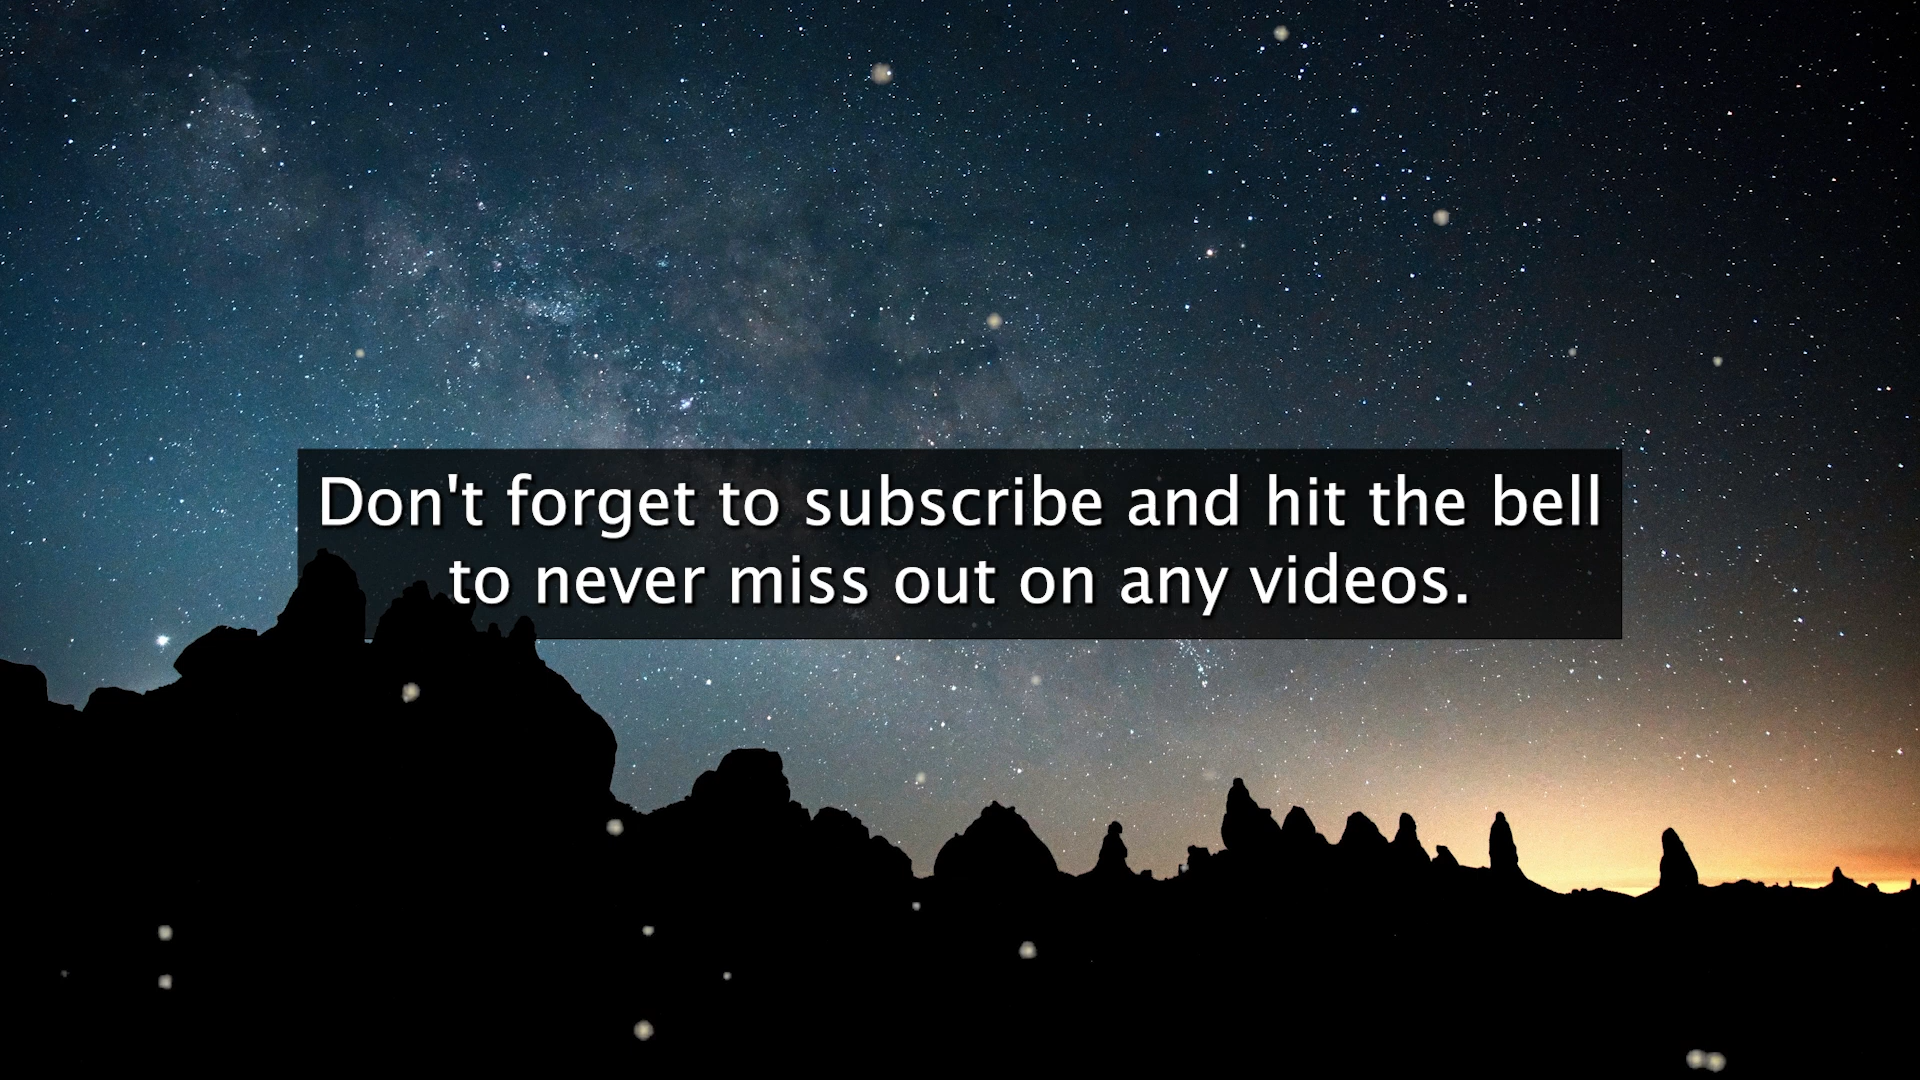 Don't forget to subscribe and hit the bell
to never miss out on any videos.